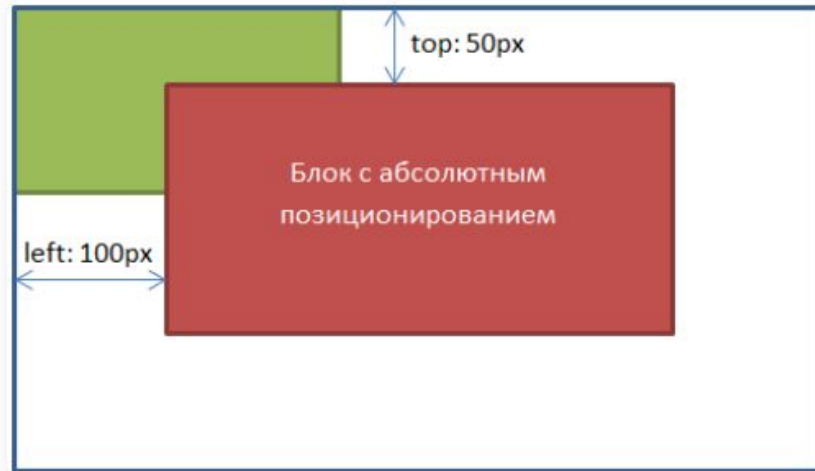 top: 50px
Блок с абсолютным
позиционированием
left: 100px